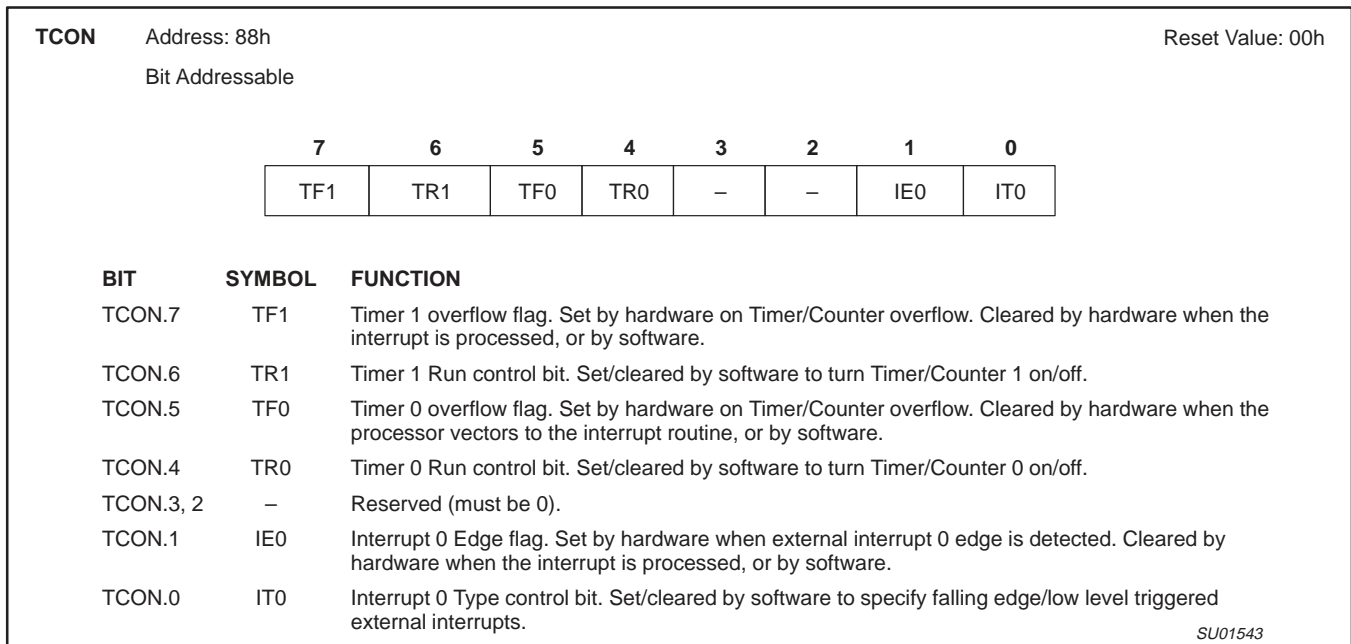 TCON Address: 88h Reset Value: 00h
Bit Addressable
7 6 5 4 3 2 1 0
TF1 TR1 TF0 TR0 – – IE0 IT0
BIT SYMBOL FUNCTION
TCON.7 TF1 Timer 1 overflow flag. Set by hardware on Timer/Counter overflow. Cleared by hardware when the
interrupt is processed, or by software.
TCON.6 TR1 Timer 1 Run control bit. Set/cleared by software to turn Timer/Counter 1 on/off.
TCON.5 TF0 Timer 0 overflow flag. Set by hardware on Timer/Counter overflow. Cleared by hardware when the
processor vectors to the interrupt routine, or by software.
TCON.4 TR0 Timer 0 Run control bit. Set/cleared by software to turn Timer/Counter 0 on/off.
TCON.3, 2 – Reserved (must be 0).
TCON.1 IE0 Interrupt 0 Edge flag. Set by hardware when external interrupt 0 edge is detected. Cleared by
hardware when the interrupt is processed, or by software.
TCON.0 IT0 Interrupt 0 Type control bit. Set/cleared by software to specify falling edge/low level triggered
external interrupts.
SU01543